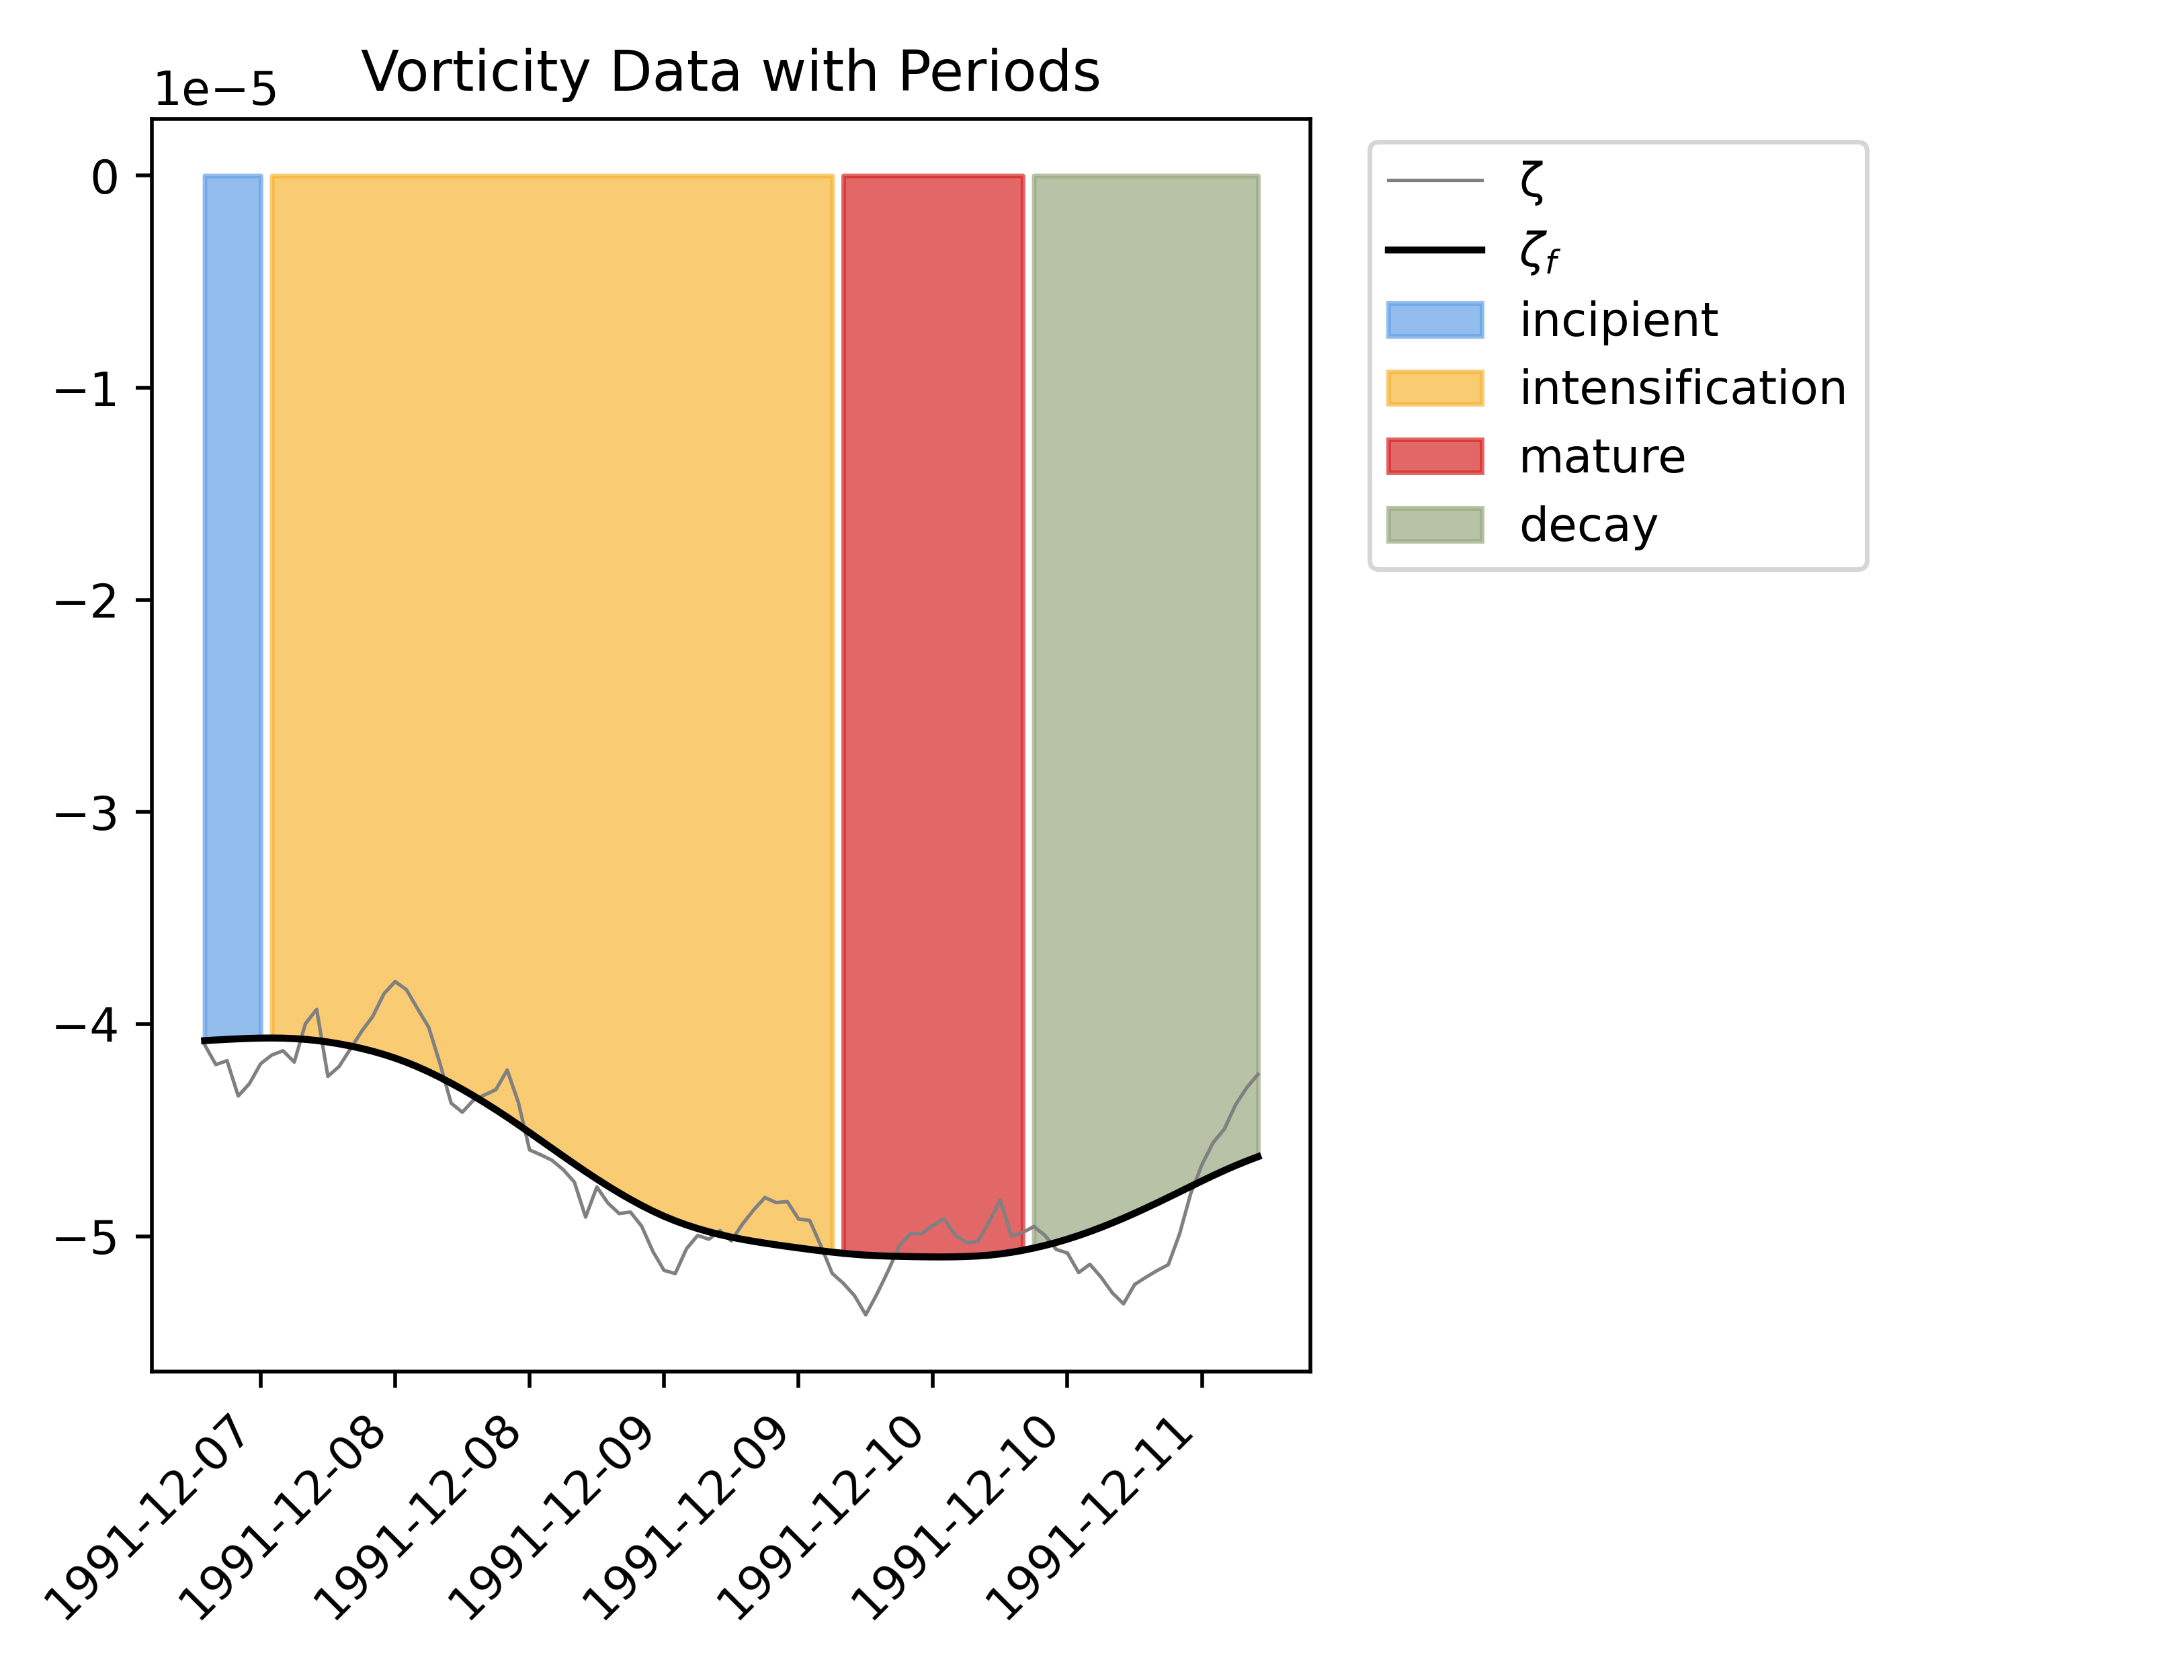 Vorticity Data with Periods
1e−5
0
−1
−2
−3
−4
−5
1991-12-07
1991-12-08
1991-12-08
1991-12-09
1991-12-09
1991-12-10
1991-12-10
1991-12-11
ζ
ζf
incipient
intensification
mature
decay